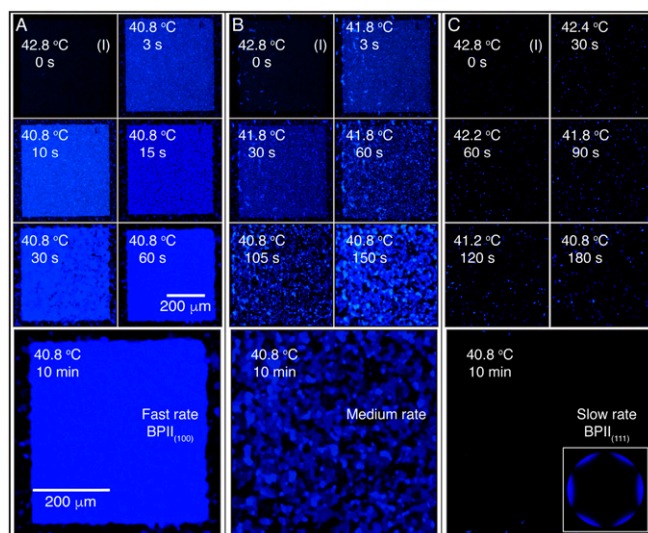 A
42.8 °C (I)
0 s
40.8 °C
3 s
40.8 °C
10 s
40.8 °C
15 s
40.8 °C
30 s
40.8 °C
60 s
200 μm
40.8 °C
10 min
Fast rate
BPII(100)
200 μm
B
42.8 °C (I)
0 s
41.8 °C
3 s
41.8 °C
30 s
41.8 °C
60 s
40.8 °C
105 s
40.8 °C
150 s
40.8 °C
10 min
Medium rate
C
42.8 °C (I)
0 s
42.4 °C
30 s
42.2 °C
60 s
41.8 °C
90 s
41.2 °C
120 s
40.8 °C
180 s
40.8 °C
10 min
Slow rate
BPII(111)